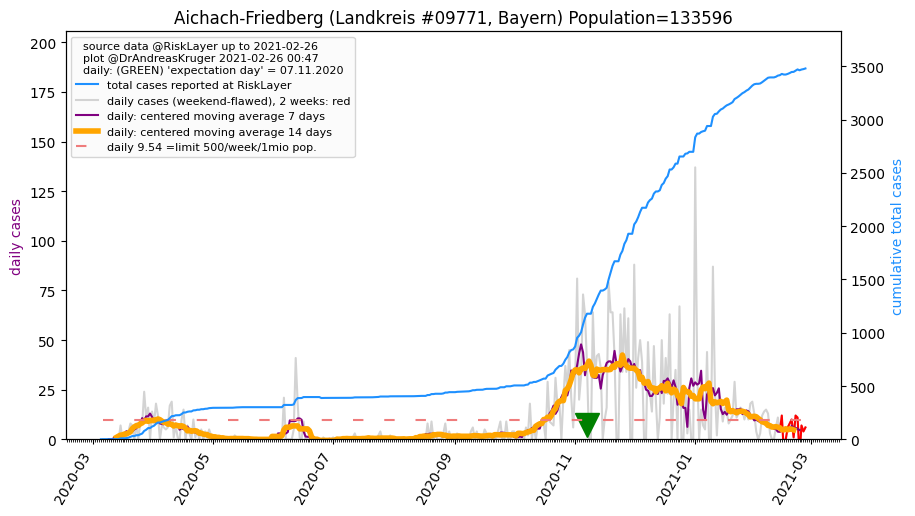 Aichach-Friedberg (Landkreis #09771, Bayern) Population=133596
source data @RiskLayer up to 2021-02-26
plot @DrAndreasKruger 2021-02-26 00:47
daily: (GREEN) 'expectation day' = 07.11.2020
total cases reported at RiskLayer
daily cases (weekend-flawed), 2 weeks: red
daily: centered moving average 7 days
daily: centered moving average 14 days
daily 9.54 =limit 500/week/1mio pop.
daily cases
200
175
150
125
100
75
50
25
0
cumulative total cases
3500
3000
2500
2000
1500
1000
500
0
2020-03
2020-05
2020-07
2020-09
2020-11
2021-01
2021-03